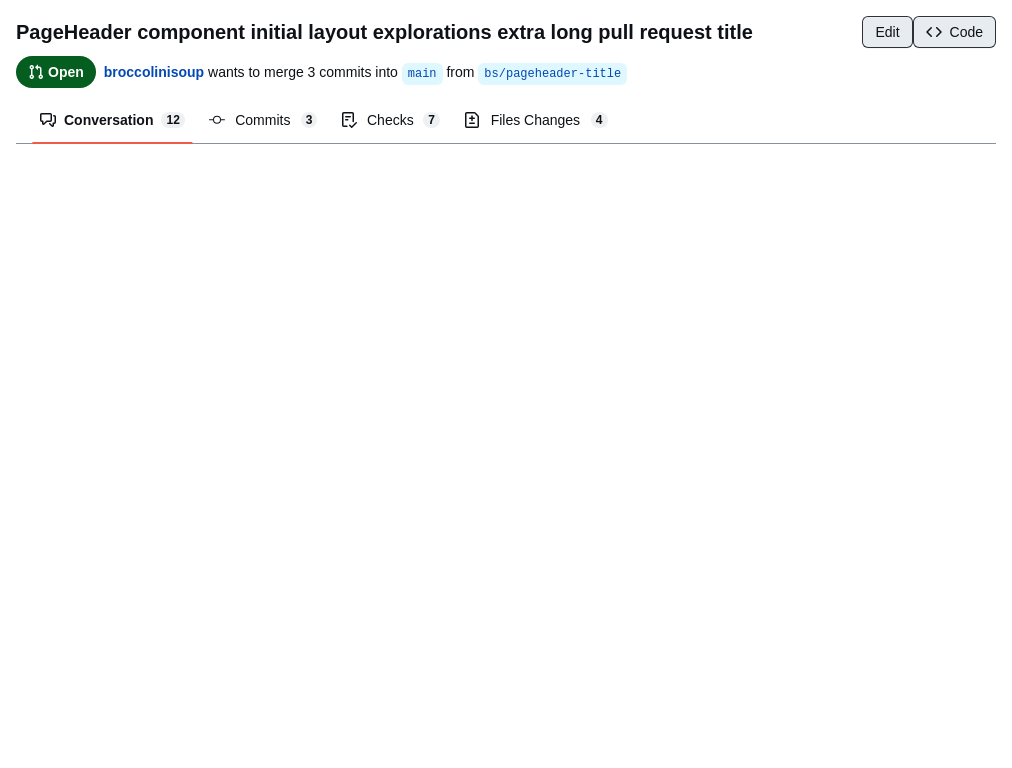 PageHeader component initial layout explorations extra long pull request title
Edit
Code
Open
broccolinisoup wants to merge 3 commits into main from bs/pageheader-title
Conversation 12
Commits 3
Checks 7
Files Changes 4